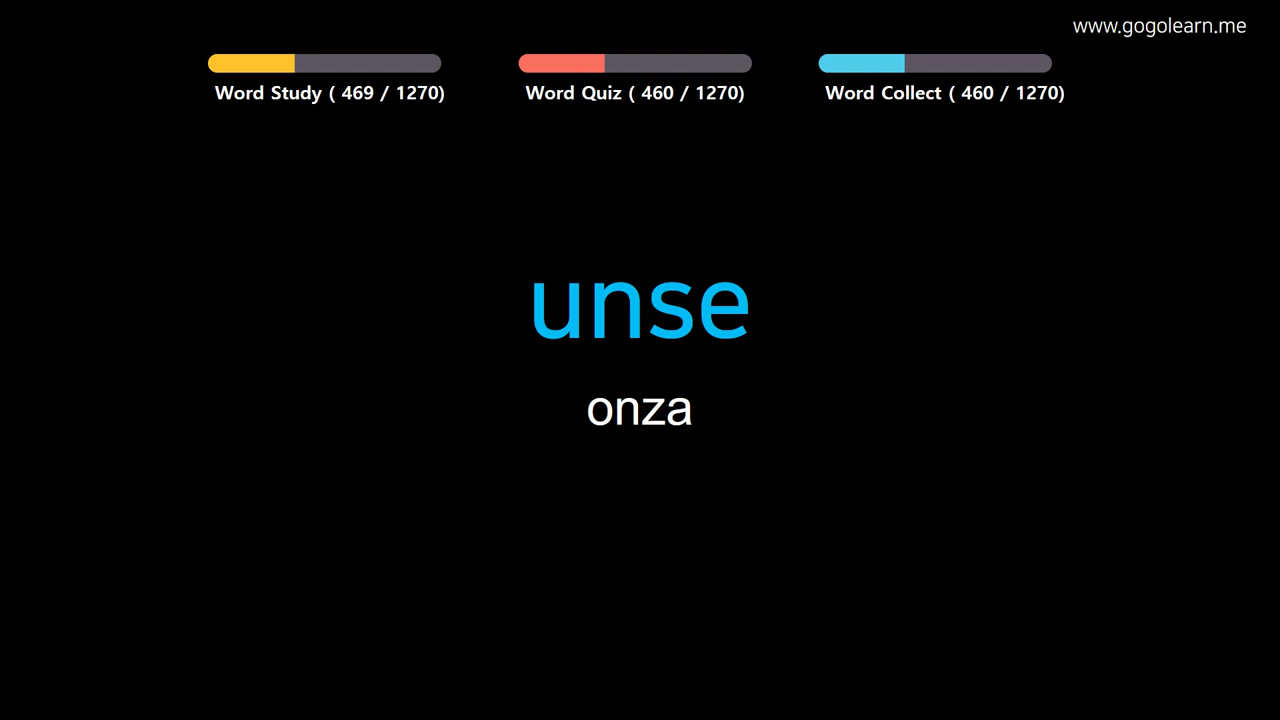 www.gogolearn.me
Word Study ( 469 / 1270)
Word Quiz ( 460 / 1270)
Word Collect ( 460 / 1270)
unse
onza